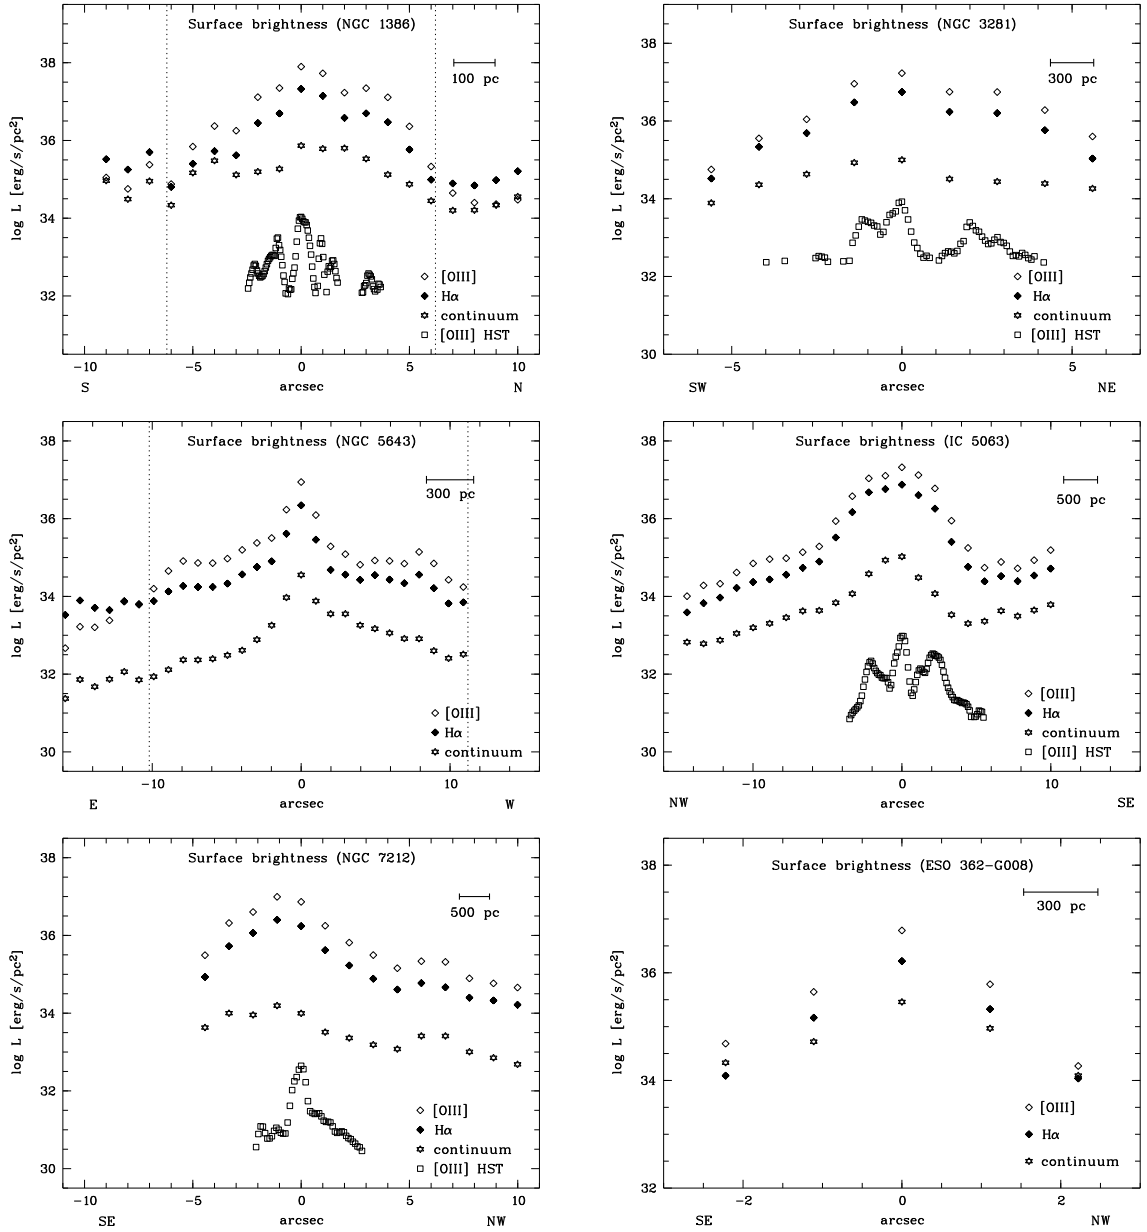 Surface brightness (NGC 1386)
100 pc
log L [erg/s/pc²]
38
36
34
32
[OIII]
Hα
continuum
[OIII] HST
−10
−5
0
5
10
S
arcsec
N
Surface brightness (NGC 3281)
300 pc
log L [erg/s/pc²]
38
36
34
32
30
[OIII]
Hα
continuum
[OIII] HST
−5
0
5
SW
arcsec
NE
Surface brightness (NGC 5643)
300 pc
log L [erg/s/pc²]
38
36
34
32
30
[OIII]
Hα
continuum
−10
0
10
E
arcsec
W
Surface brightness (IC 5063)
500 pc
log L [erg/s/pc²]
38
36
34
32
30
[OIII]
Hα
continuum
[OIII] HST
−10
0
10
NW
arcsec
SE
Surface brightness (NGC 7212)
500 pc
log L [erg/s/pc²]
38
36
34
32
30
[OIII]
Hα
continuum
[OIII] HST
−10
−5
0
5
10
SE
arcsec
NW
Surface brightness (ESO 362−G008)
300 pc
log L [erg/s/pc²]
38
36
34
32
[OIII]
Hα
continuum
−2
0
2
SE
arcsec
NW